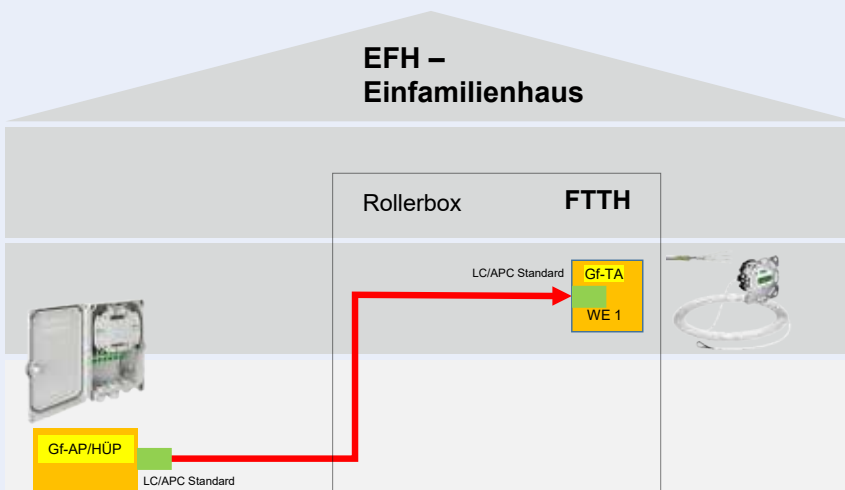 EFH –
Einfamilienhaus
Rollerbox
FTTH
LC/APC Standard
Gf-TA
WE 1
Gf-AP/HÜP
LC/APC Standard